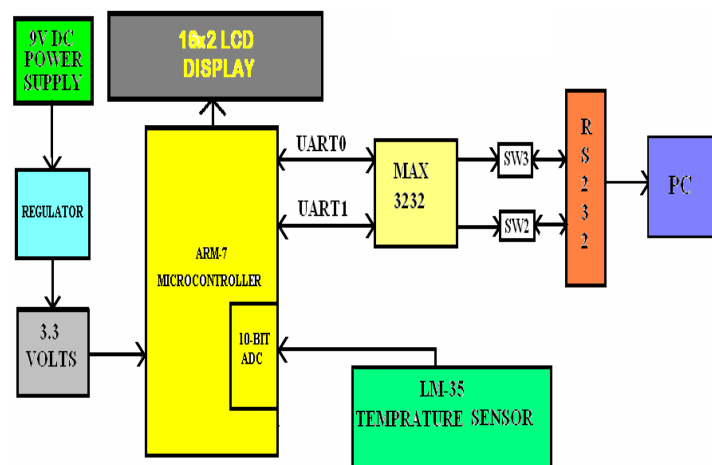 9V DC
POWER
SUPPLY
16x2 LCD
DISPLAY
REGULATOR
3.3
VOLTS
ARM-7
MICROCONTROLLER
10-BIT
ADC
UART0
UART1
MAX
3232
SW3
SW2
R
S
2
3
2
PC
LM-35
TEMPRATURE SENSOR